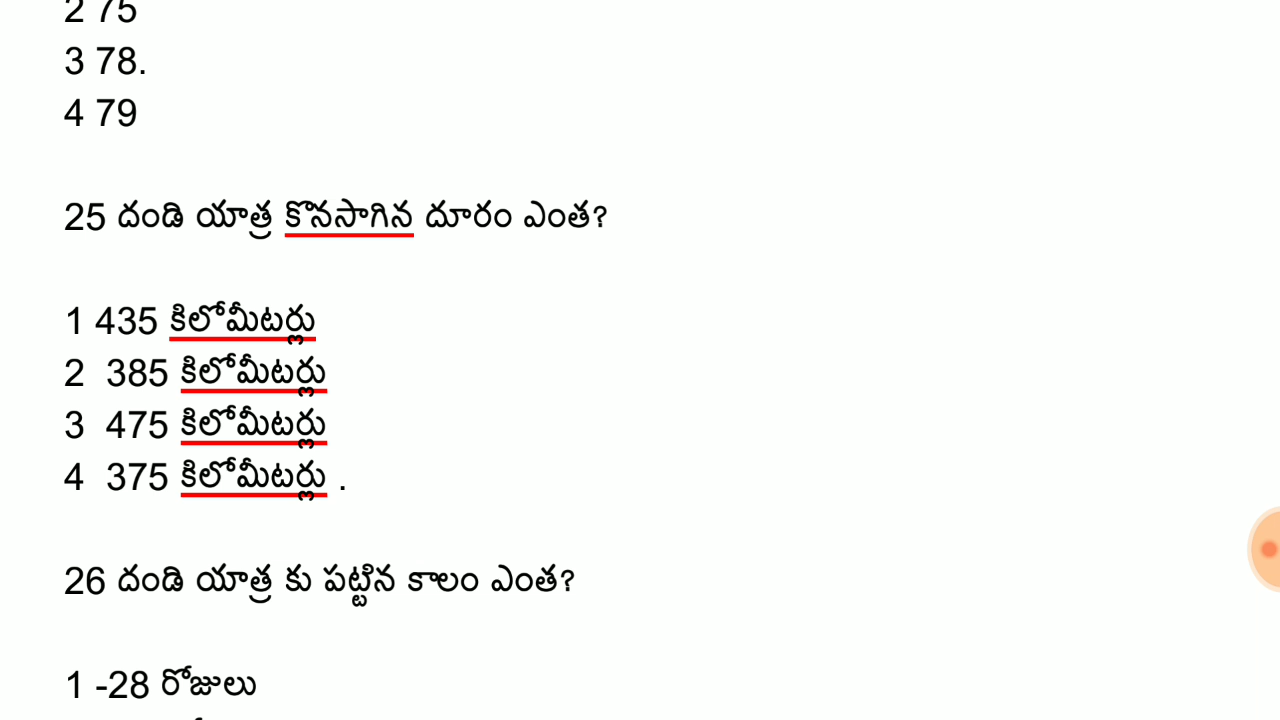 2 75
3 78.
4 79
25 దండి యాత్ర కొనసాగిన దూరం ఎంత?
1 435 కిలోమీటర్లు
2 385 కిలోమీటర్లు
3 475 కిలోమీటర్లు
4 375 కిలోమీటర్లు .
26 దండి యాత్ర కు పట్టిన కాలం ఎంత?
1 -28 రోజులు